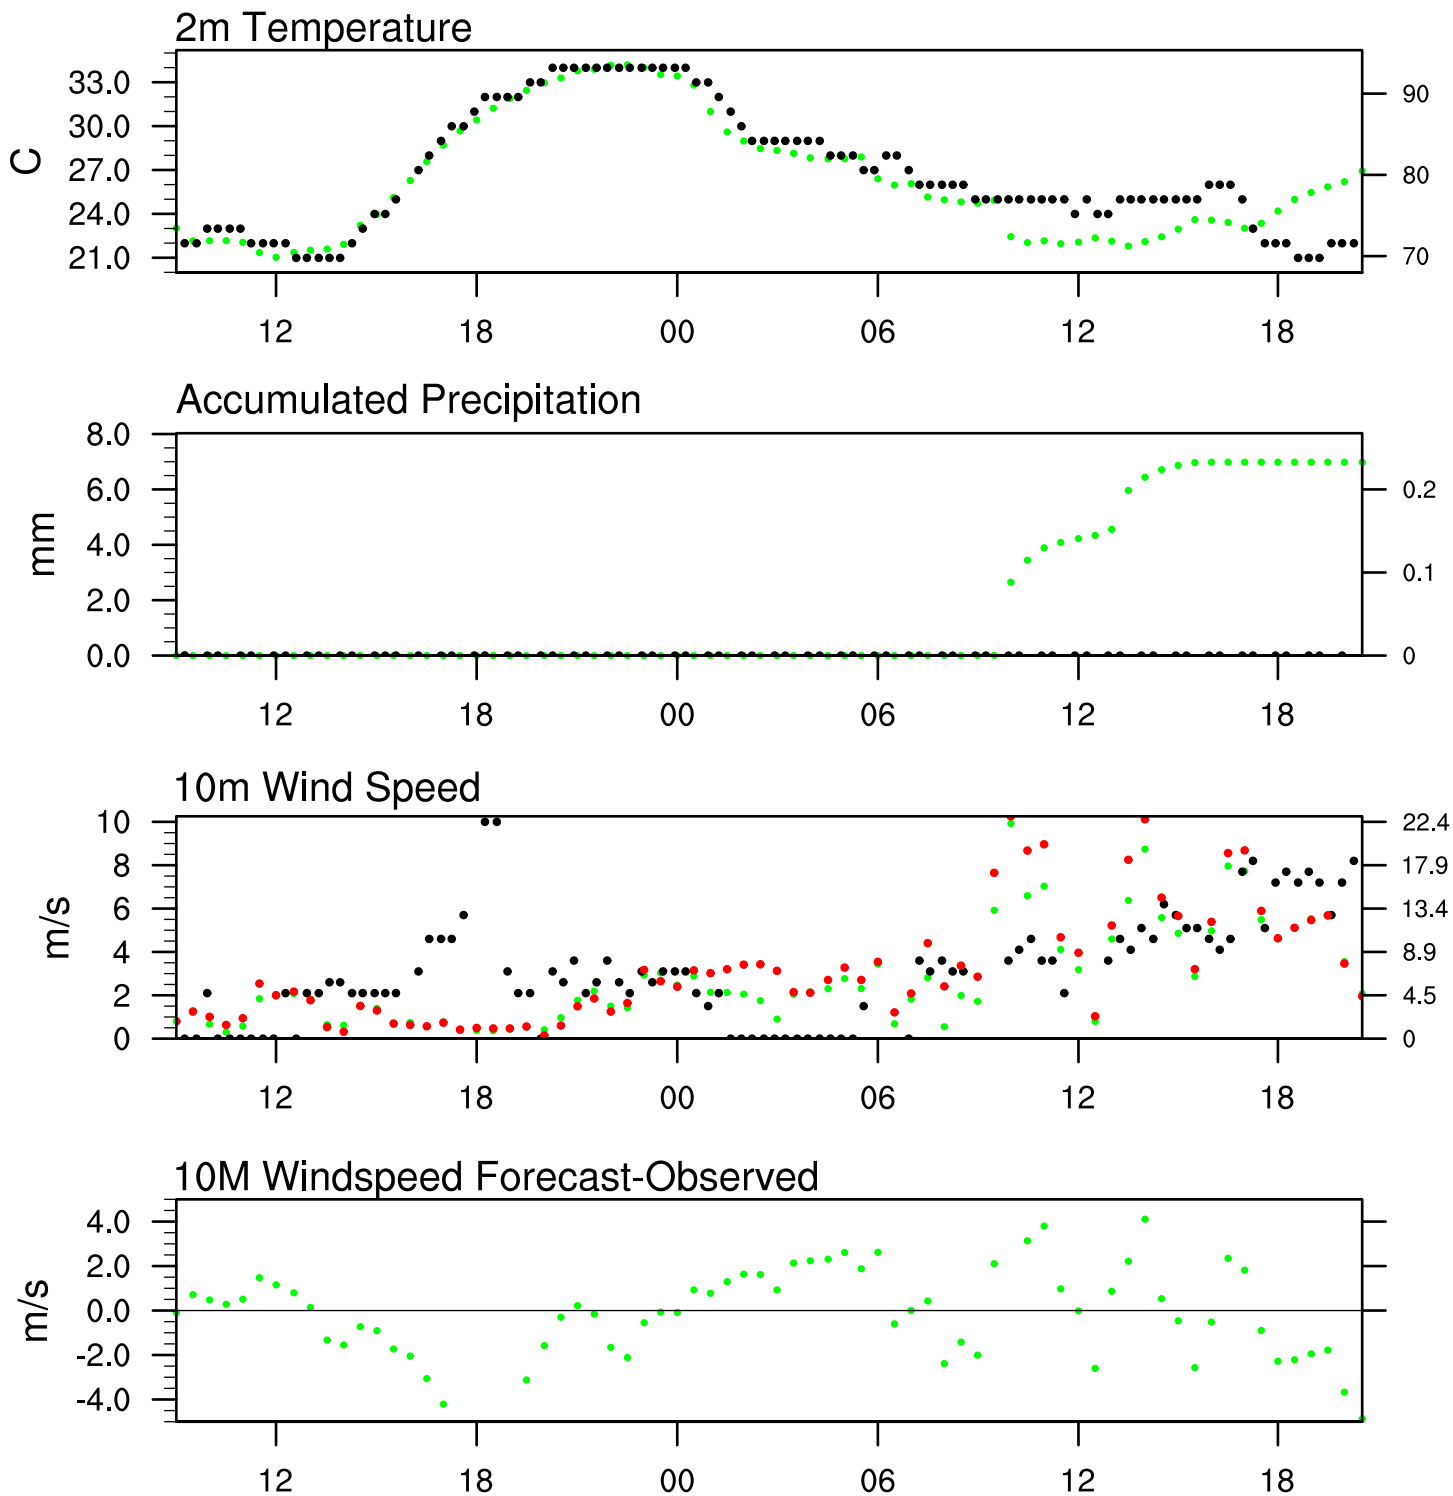 2m Temperature
C
33.0
30.0
27.0
24.0
21.0
90
80
70
12 18 00 06 12 18
Accumulated Precipitation
mm
8.0
6.0
4.0
2.0
0.0
0.2
0.1
0
12 18 00 06 12 18
10m Wind Speed
m/s
10
8
6
4
2
0
22.4
17.9
13.4
8.9
4.5
0
12 18 00 06 12 18
10M Windspeed Forecast-Observed
m/s
4.0
2.0
0.0
-2.0
-4.0
12 18 00 06 12 18